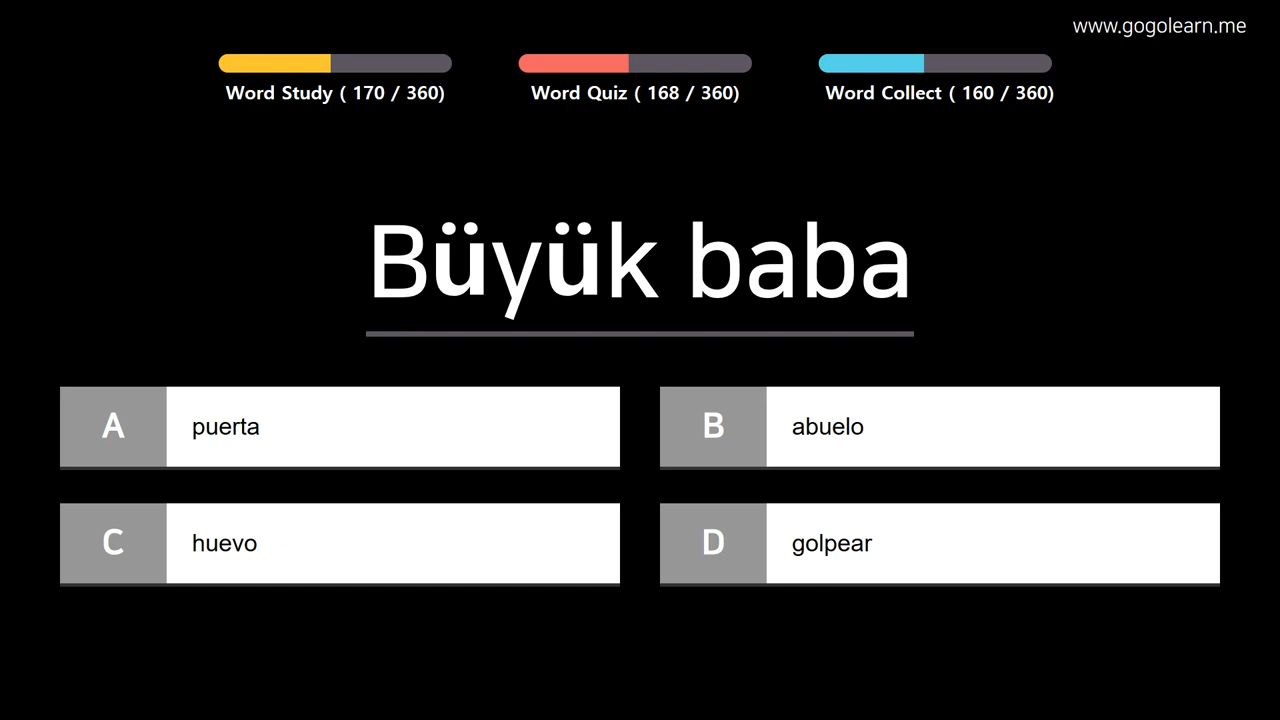 www.gogolearn.me
Word Study ( 170 / 360)
Word Quiz ( 168 / 360)
Word Collect ( 160 / 360)
Büyük baba
A puerta
B abuelo
C huevo
D golpear